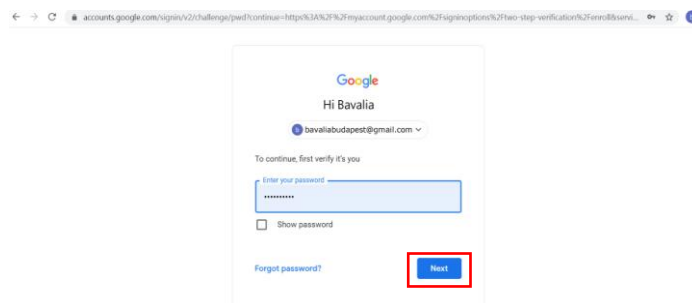 accounts.google.com/signin/v2/challenge/pwd?continue=https%3A%2F%2Fmyaccount.google.com%2Fsigninoptions%2Ftwo-step-verification%2Fenroll&servi...
Google
Hi Bavalia
b bavaliabudapest@gmail.com
To continue, first verify it's you
Enter your password
••••••••••
Show password
Forgot password? Next